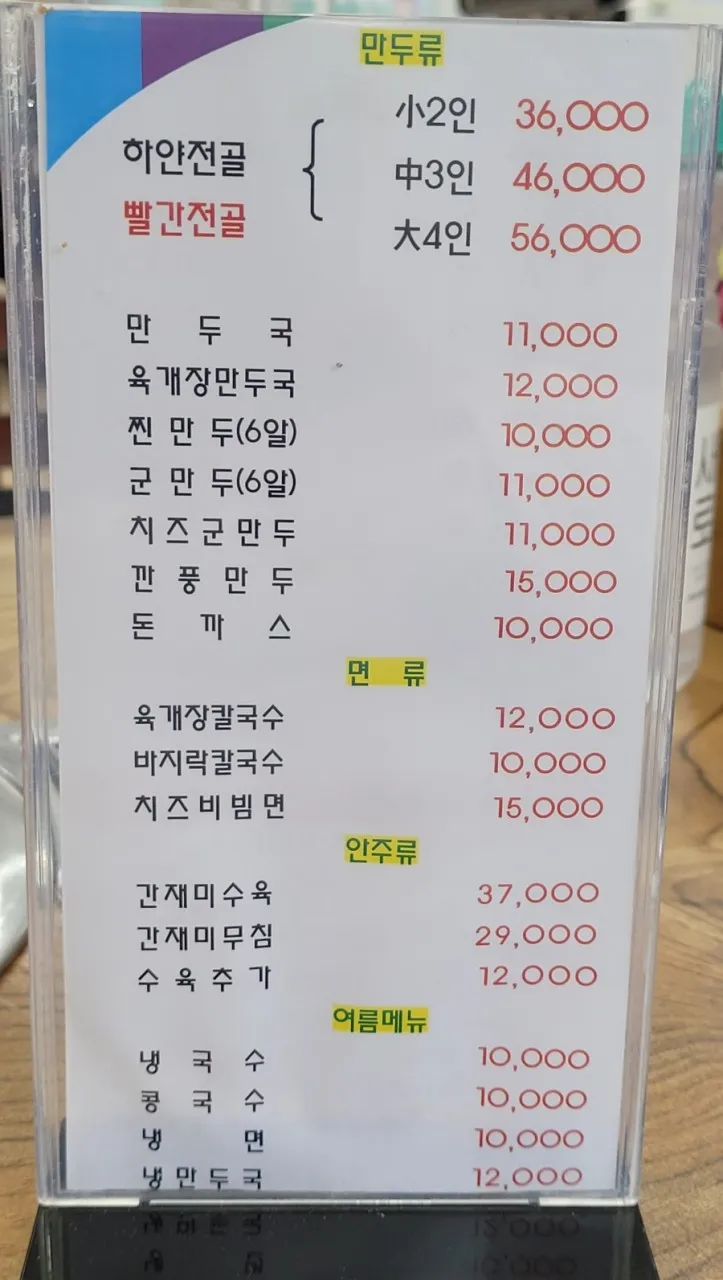 만두류
小2인 36,000
하얀전골
中3인 46,000
빨간전골
大4인 56,000
만 두 국 11,000
육개장만두국 12,000
찐 만 두(6알) 10,000
군 만 두(6알) 11,000
치즈군만두 11,000
깐 풍 만 두 15,000
돈 까 스 10,000
면 류
육개장칼국수 12,000
바지락칼국수 10,000
치즈비빔면 15,000
안주류
간재미수육 37,000
간재미무침 29,000
수 육 추 가 12,000
여름메뉴
냉 국 수 10,000
콩 국 수 10,000
냉 면 10,000
냉 만 두 국 12,000